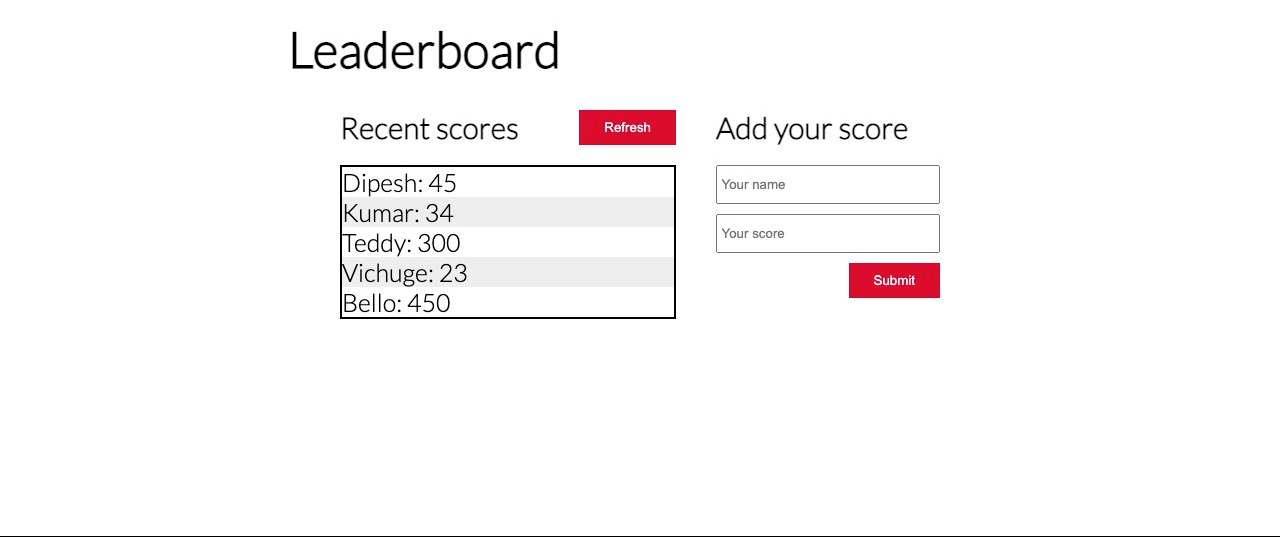 Leaderboard
Recent scores
Refresh
Dipesh: 45
Kumar: 34
Teddy: 300
Vichuge: 23
Bello: 450
Add your score
Your name
Your score
Submit